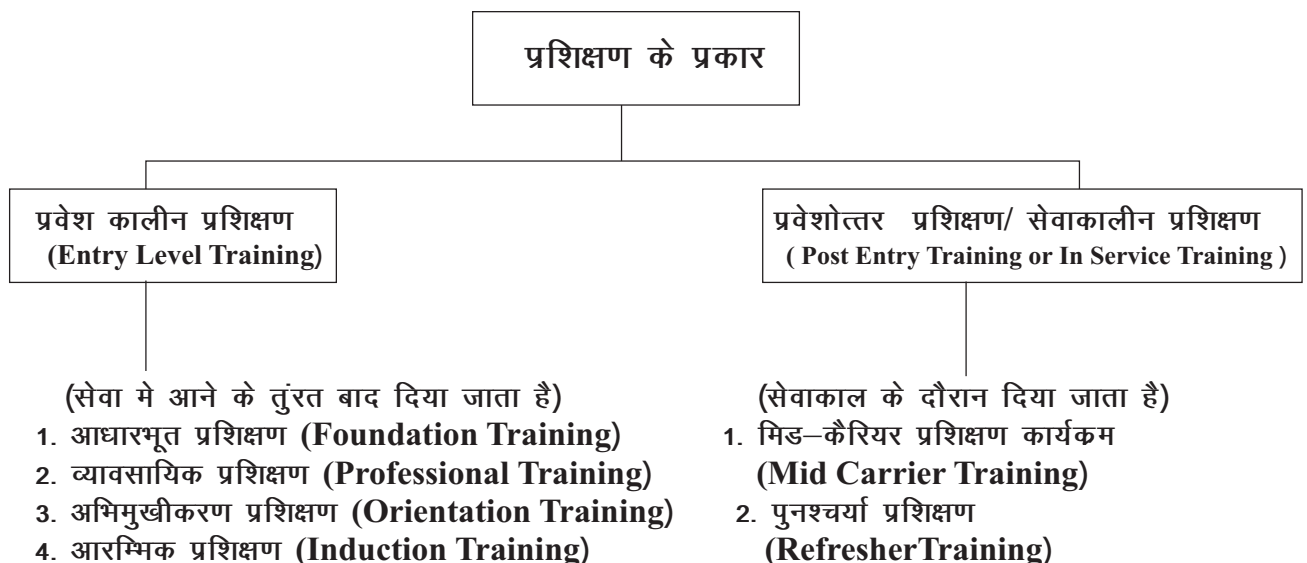 प्रशिक्षण के प्रकार
प्रवेश कालीन प्रशिक्षण
(Entry Level Training)
प्रवेशोत्तर प्रशिक्षण/ सेवाकालीन प्रशिक्षण
( Post Entry Training or In Service Training )
(सेवा मे आने के तुंरत बाद दिया जाता है)
1. आधारभूत प्रशिक्षण (Foundation Training)
2. व्यावसायिक प्रशिक्षण (Professional Training)
3. अभिमुखीकरण प्रशिक्षण (Orientation Training)
4. आरम्भिक प्रशिक्षण (Induction Training)
(सेवाकाल के दौरान दिया जाता है)
1. मिड–कैरियर प्रशिक्षण कार्यकम
(Mid Carrier Training)
2. पुनश्चर्या प्रशिक्षण
(RefresherTraining)